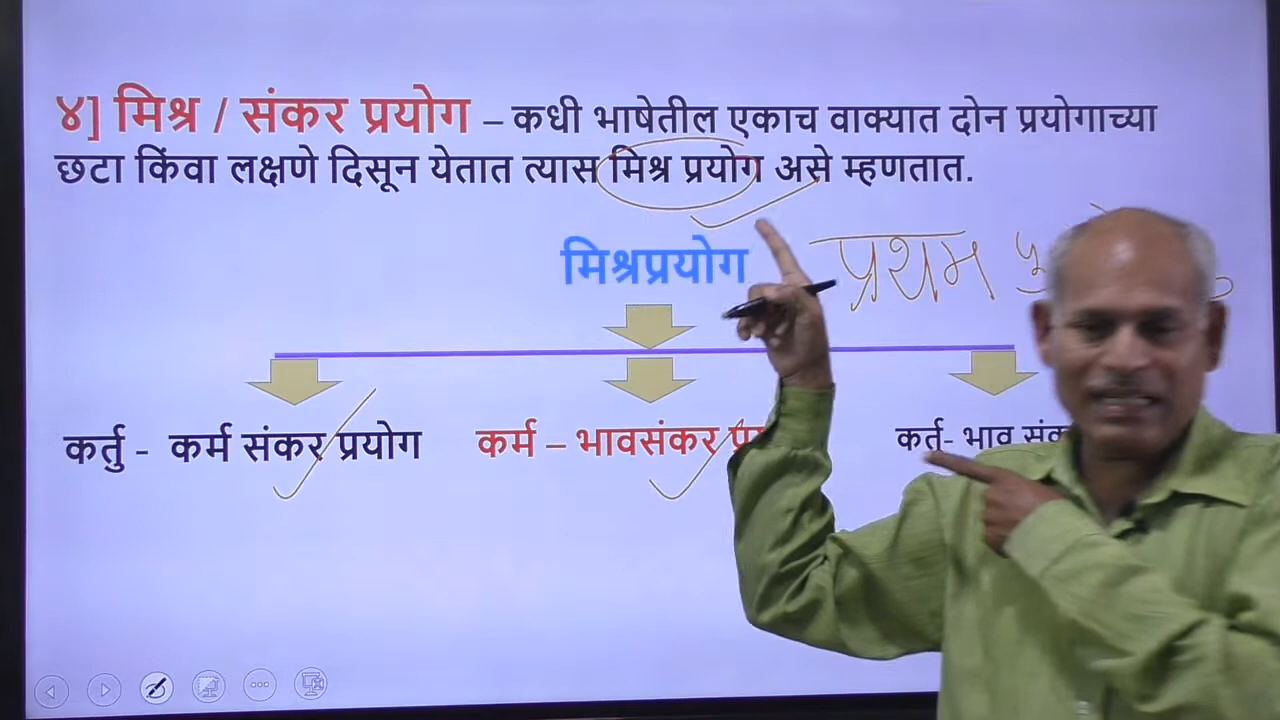 ४] मिश्र / संकर प्रयोग – कधी भाषेतील एकाच वाक्यात दोन प्रयोगाच्या
छटा किंवा लक्षणे दिसून येतात त्यास मिश्र प्रयोग असे म्हणतात.
मिश्रप्रयोग
प्रथम
कर्तु - कर्म संकर प्रयोग
कर्म – भावसंकर
कर्तृ- भाव